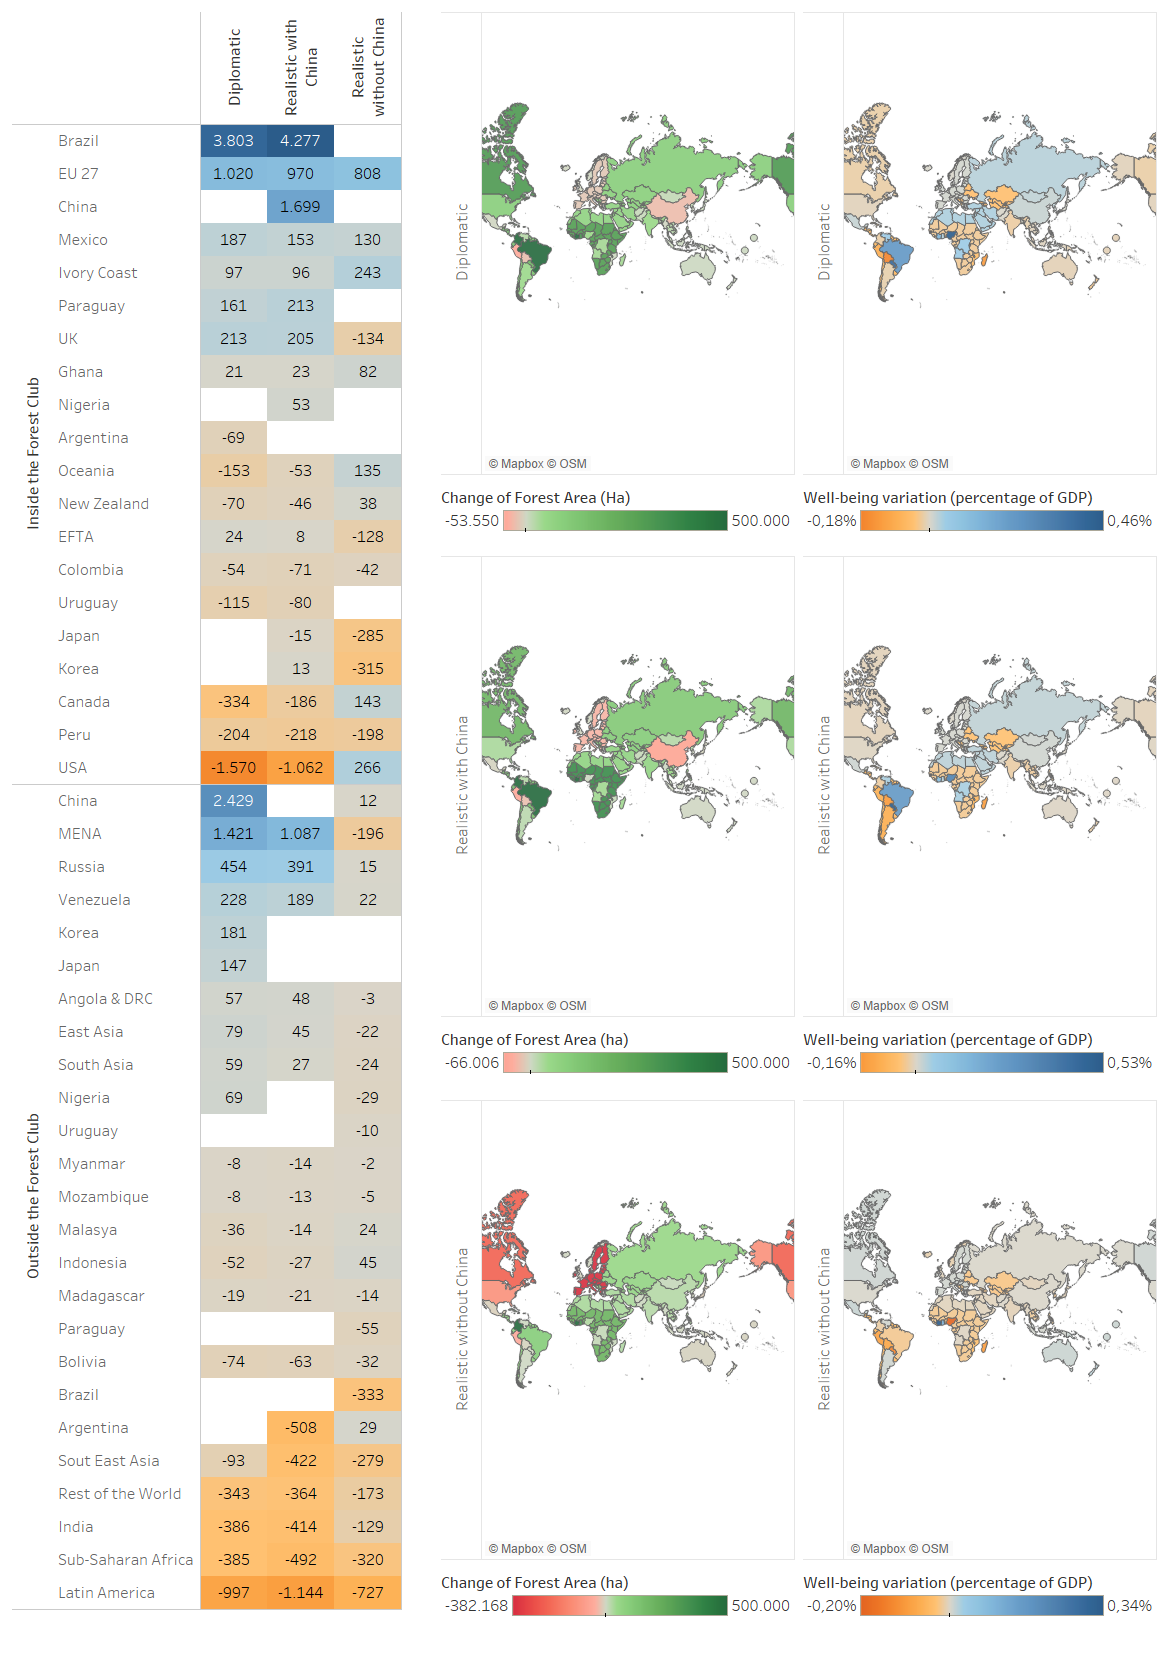 Diplomatic
Realistic with
China
Realistic
without China
Inside the Forest Club
Brazil 3.803 4.277
EU 27 1.020 970 808
China 1.699
Mexico 187 153 130
Ivory Coast 97 96 243
Paraguay 161 213
UK 213 205 -134
Ghana 21 23 82
Nigeria 53
Argentina -69
Oceania -153 -53 135
New Zealand -70 -46 38
EFTA 24 8 -128
Colombia -54 -71 -42
Uruguay -115 -80
Japan -15 -285
Korea 13 -315
Canada -334 -186 143
Peru -204 -218 -198
USA -1.570 -1.062 266
Outside the Forest Club
China 2.429 12
MENA 1.421 1.087 -196
Russia 454 391 15
Venezuela 228 189 22
Korea 181
Japan 147
Angola & DRC 57 48 -3
East Asia 79 45 -22
South Asia 59 27 -24
Nigeria 69 -29
Uruguay -10
Myanmar -8 -14 -2
Mozambique -8 -13 -5
Malasya -36 -14 24
Indonesia -52 -27 45
Madagascar -19 -21 -14
Paraguay -55
Bolivia -74 -63 -32
Brazil -333
Argentina -508 29
Sout East Asia -93 -422 -279
Rest of the World -343 -364 -173
India -386 -414 -129
Sub-Saharan Africa -385 -492 -320
Latin America -997 -1.144 -727
Diplomatic
© Mapbox © OSM
Change of Forest Area (Ha)
-53.550 500.000
Diplomatic
© Mapbox © OSM
Well-being variation (percentage of GDP)
-0,18% 0,46%
Realistic with China
© Mapbox © OSM
Change of Forest Area (ha)
-66.006 500.000
Realistic with China
© Mapbox © OSM
Well-being variation (percentage of GDP)
-0,16% 0,53%
Realistic without China
© Mapbox © OSM
Change of Forest Area (ha)
-382.168 500.000
Realistic without China
© Mapbox © OSM
Well-being variation (percentage of GDP)
-0,20% 0,34%